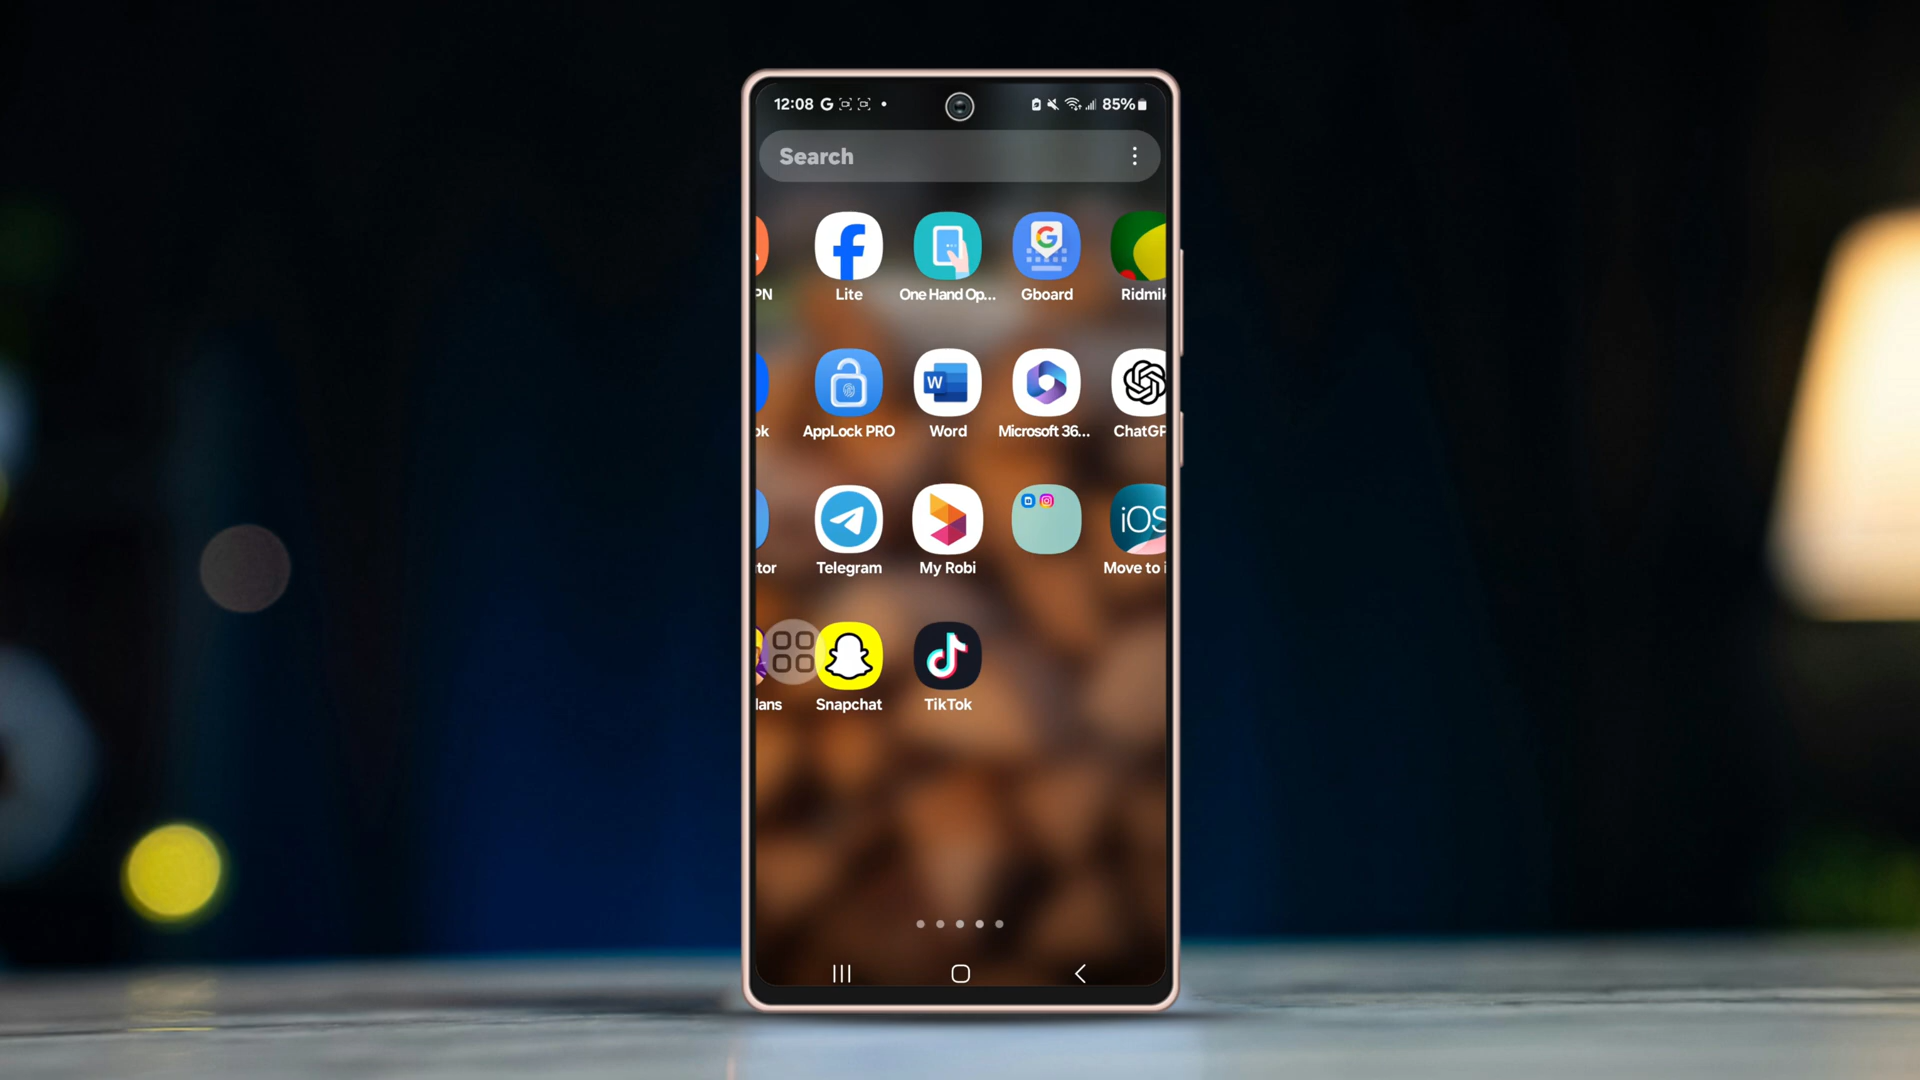 12:08 G 85%
Search
PN Lite One Hand Op... Gboard Ridmik
ok AppLock PRO Word Microsoft 36... ChatGP
W
iOS
tor Telegram My Robi Move to i
lans Snapchat TikTok